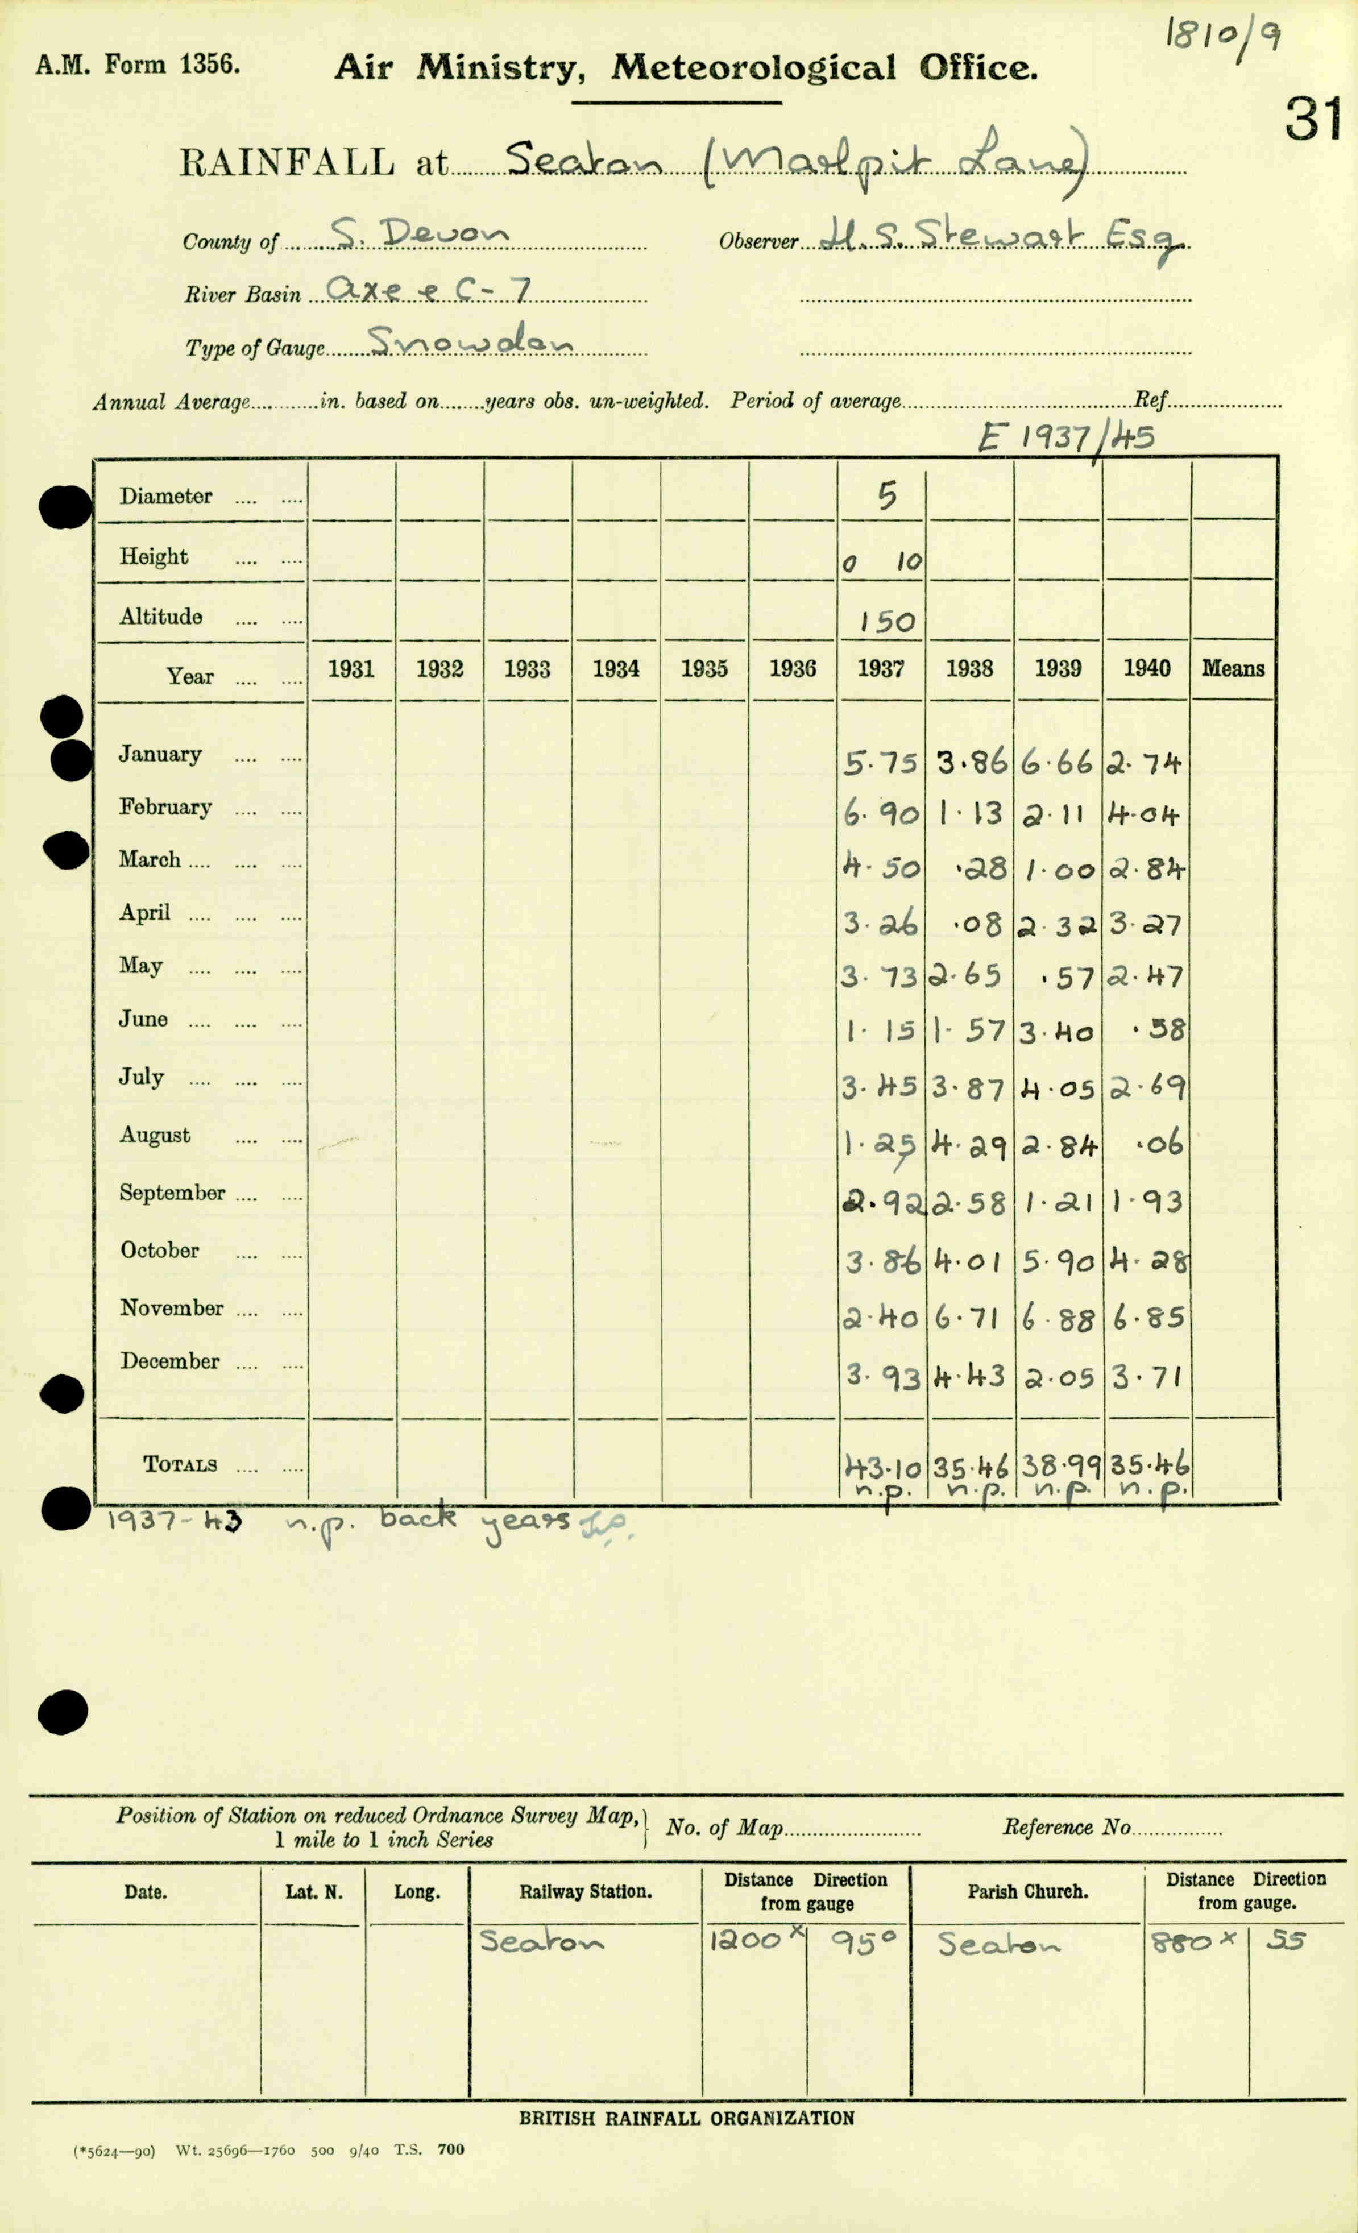 1810/9
A.M. Form 1356. Air Ministry, Meteorological Office.
31
RAINFALL at Seaton (Marlpit Lane)
County of S. Devon Observer H. S. Stewart Esq
River Basin Axe e C-7
Type of Gauge Snowdon
Annual Average............in. based on........years obs. un-weighted. Period of average........................................Ref....................
E 1937/45
Diameter .... .... 5
Height .... .... 0 10
Altitude .... .... 150
Year .... .... 1931 1932 1933 1934 1935 1936 1937 1938 1939 1940 Means
January .... .... 5.75 3.86 6.66 2.74
February .... .... 6.90 1.13 2.11 4.04
March .... .... .... 4.50 .28 1.00 2.84
April .... .... .... 3.26 .08 2.32 3.27
May .... .... .... 3.73 2.65 .57 2.47
June .... .... .... 1.15 1.57 3.40 .58
July .... .... .... 3.45 3.87 4.05 2.69
August .... .... 1.25 4.29 2.84 .06
September .... .... 2.92 2.58 1.21 1.93
October .... .... 3.86 4.01 5.90 4.28
November .... .... 2.40 6.71 6.88 6.85
December .... .... 3.93 4.43 2.05 3.71
TOTALS .... .... 43.10 35.46 38.99 35.46
n.p. n.p. n.p. n.p.
1937-43 n.p. back years
Position of Station on reduced Ordnance Survey Map,} No. of Map........................ Reference No................
1 mile to 1 inch Series
Date. Lat. N. Long. Railway Station. Distance Direction from gauge Parish Church. Distance Direction from gauge.
Seaton 1200 x 95° Seaton 880 x 55
BRITISH RAINFALL ORGANIZATION
(*5624—90) Wt. 25696—1760 500 9/40 T.S. 700